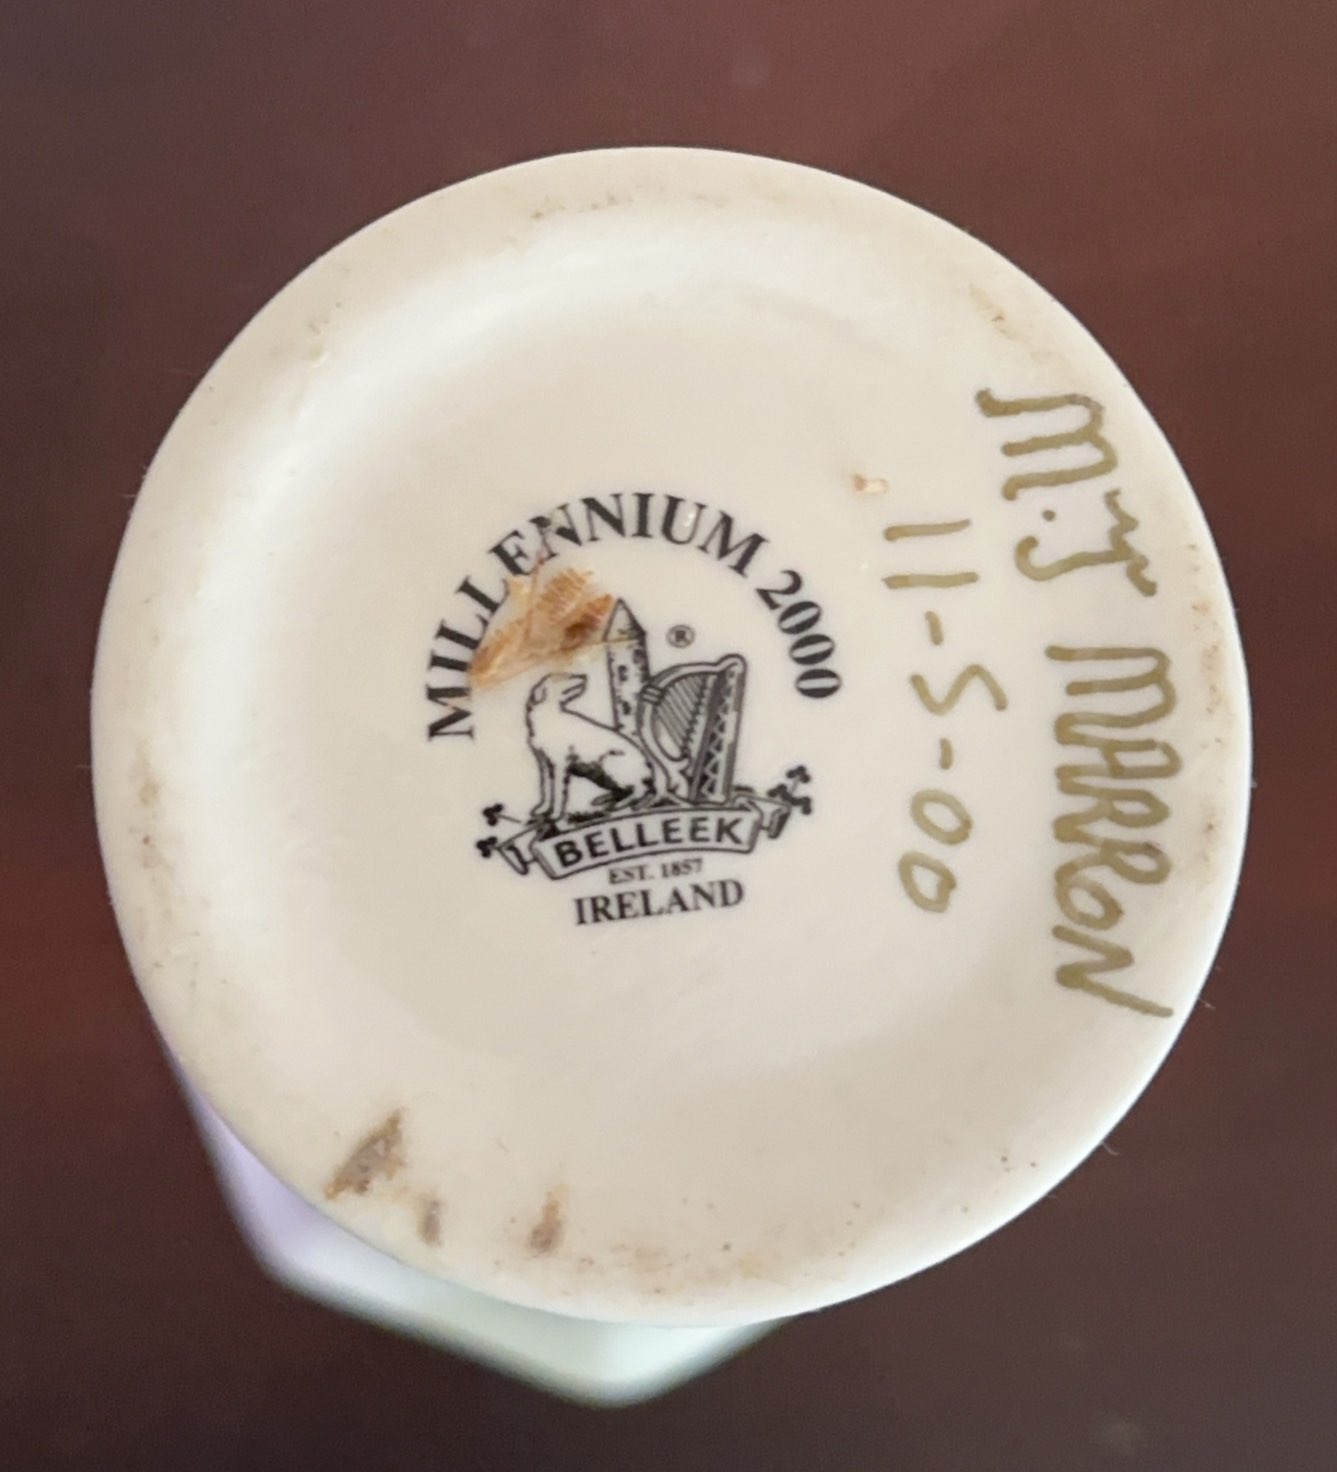 MILLENNIUM 2000
®
BELLEEK
EST. 1857
IRELAND
M.J MARRON
11-5-00